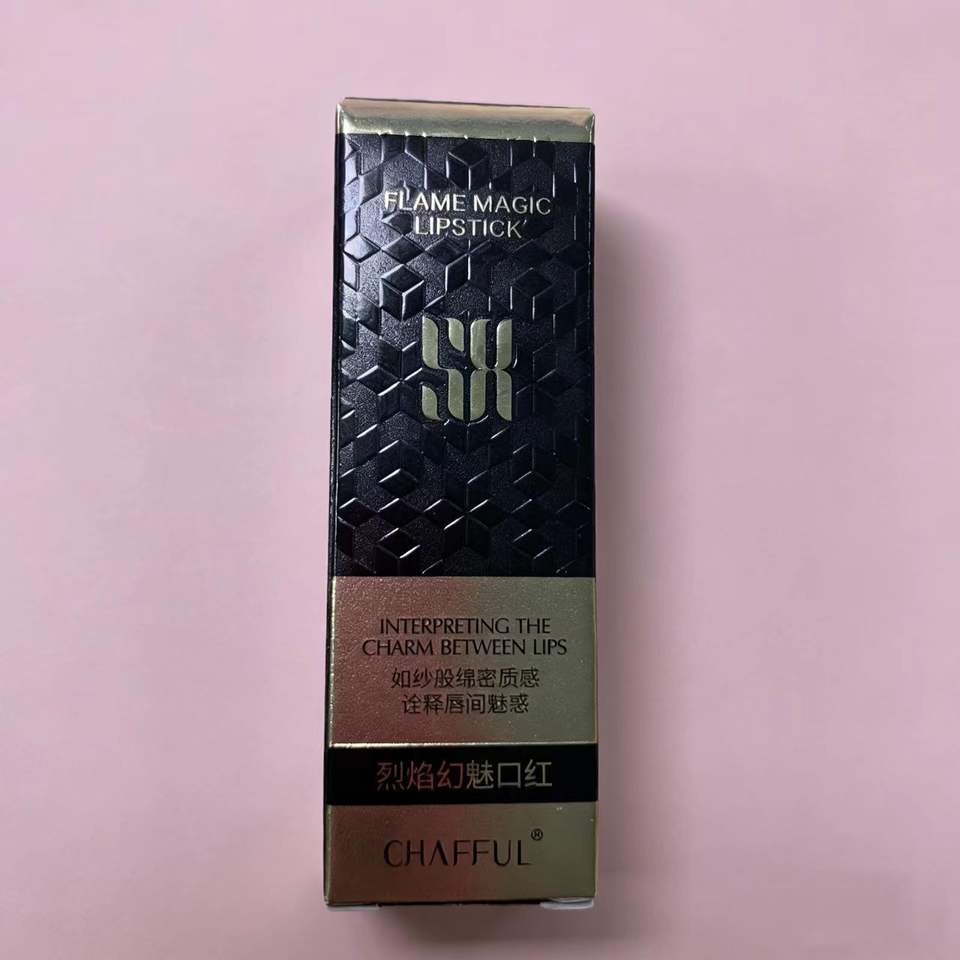 FLAME MAGIC
LIPSTICK
INTERPRETING THE
CHARM BETWEEN LIPS
如纱般绵密质感
诠释唇间魅惑
烈焰幻魅口红
CHAFFUL®